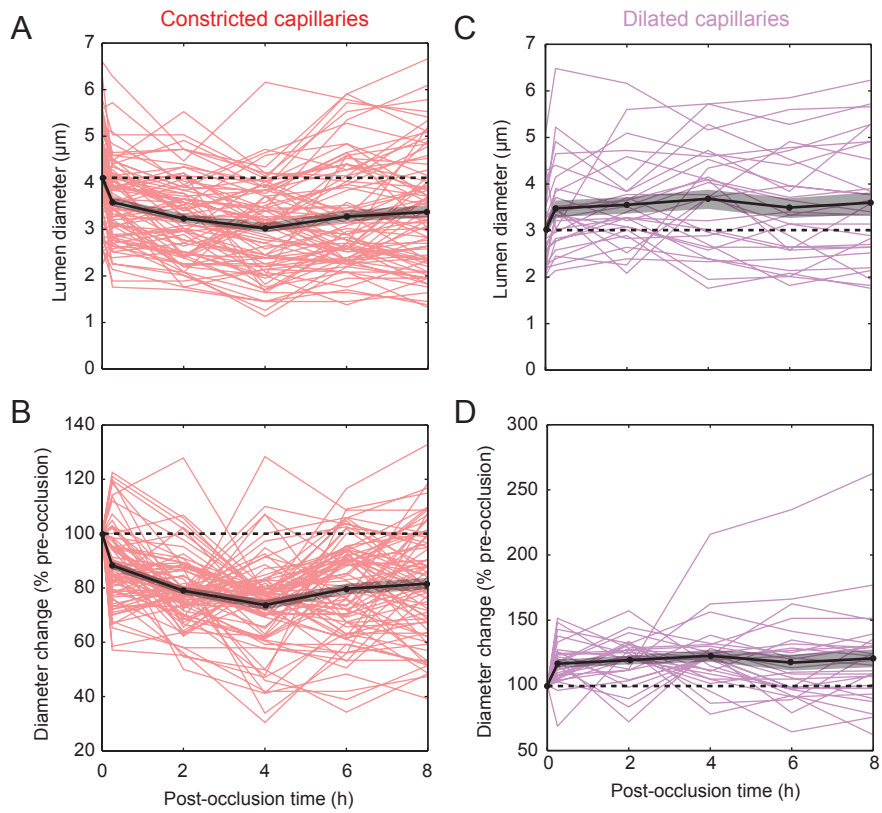 A
Constricted capillaries
Lumen diameter (µm)
7
6
5
4
3
2
1
0
C
Dilated capillaries
Lumen diameter (µm)
7
6
5
4
3
2
1
0
B
Diameter change (% pre-occlusion)
140
120
100
80
60
40
20
0 2 4 6 8
Post-occlusion time (h)
D
Diameter change (% pre-occlusion)
300
250
200
150
100
50
0 2 4 6 8
Post-occlusion time (h)